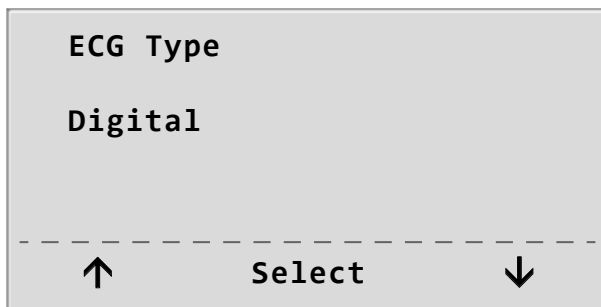 ECG Type
Digital
↑ Select ↓